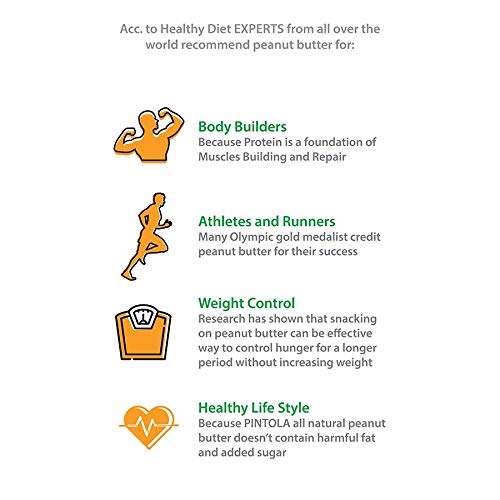 Acc. to Healthy Diet EXPERTS from all over the
world recommend peanut butter for:
Body Builders
Because Protein is a foundation of
Muscles Building and Repair
Athletes and Runners
Many Olympic gold medalist credit
peanut butter for their success
Weight Control
Research has shown that snacking
on peanut butter can be effective
way to control hunger for a longer
period without increasing weight
Healthy Life Style
Because PINTOLA all natural peanut
butter doesn't contain harmful fat
and added sugar